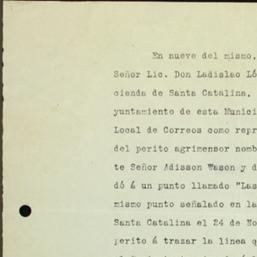 En nueve del mismo,
Señor Lic. Don Ladislao Ló
cienda de Santa Catalina,
yuntamiento de esta Munici
Local de Correos como repr
del perito agrimensor nomb
te Señor Adisson Wason y d
dó á un punto llamado "Las
mismo punto señalado en la
Santa Catalina el 24 de No
perito á trazar la linea q